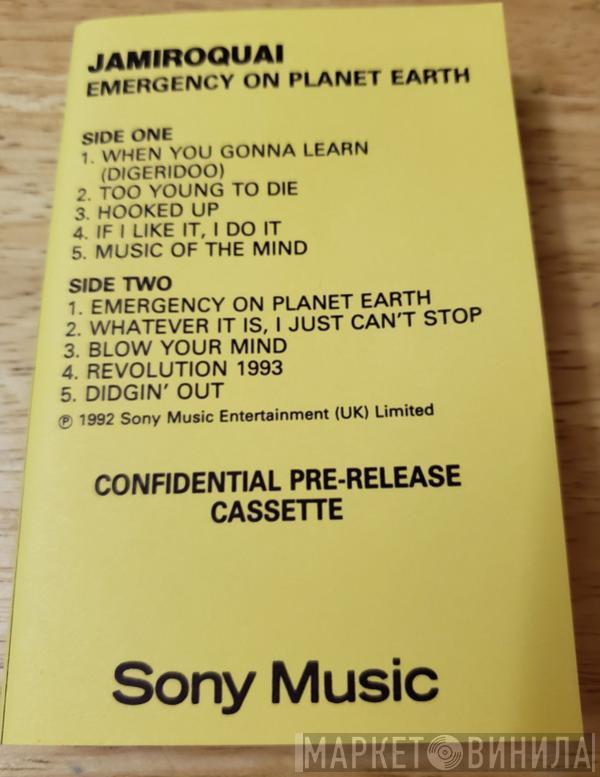 JAMIROQUAI
EMERGENCY ON PLANET EARTH
SIDE ONE
1. WHEN YOU GONNA LEARN
(DIGERIDOO)
2. TOO YOUNG TO DIE
3. HOOKED UP
4. IF I LIKE IT, I DO IT
5. MUSIC OF THE MIND
SIDE TWO
1. EMERGENCY ON PLANET EARTH
2. WHATEVER IT IS, I JUST CAN'T STOP
3. BLOW YOUR MIND
4. REVOLUTION 1993
5. DIDGIN' OUT
℗ 1992 Sony Music Entertainment (UK) Limited
CONFIDENTIAL PRE-RELEASE
CASSETTE
Sony Music
МАРКЕТ ВИНИЛА